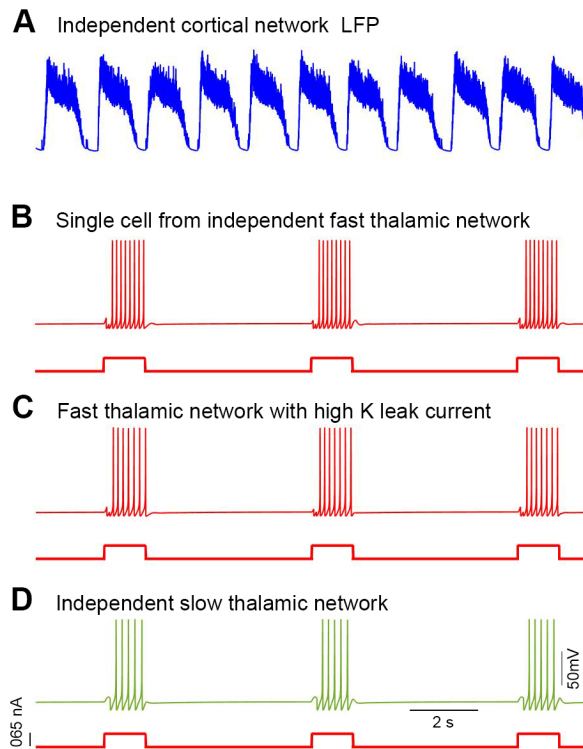 A Independent cortical network LFP
B Single cell from independent fast thalamic network
C Fast thalamic network with high K leak current
D Independent slow thalamic network
50mV
2 s
065 nA